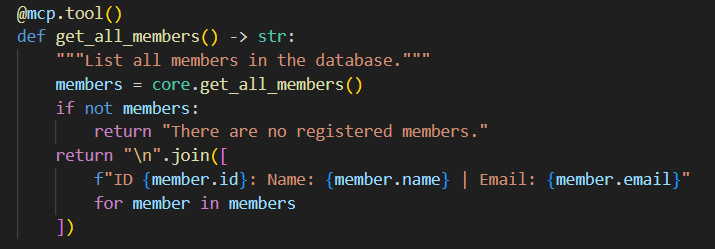 @mcp.tool()
def get_all_members() -> str:
    """List all members in the database."""
    members = core.get_all_members()
    if not members:
        return "There are no registered members."
    return "\n".join([
        f"ID {member.id}: Name: {member.name} | Email: {member.email}"
        for member in members
    ])